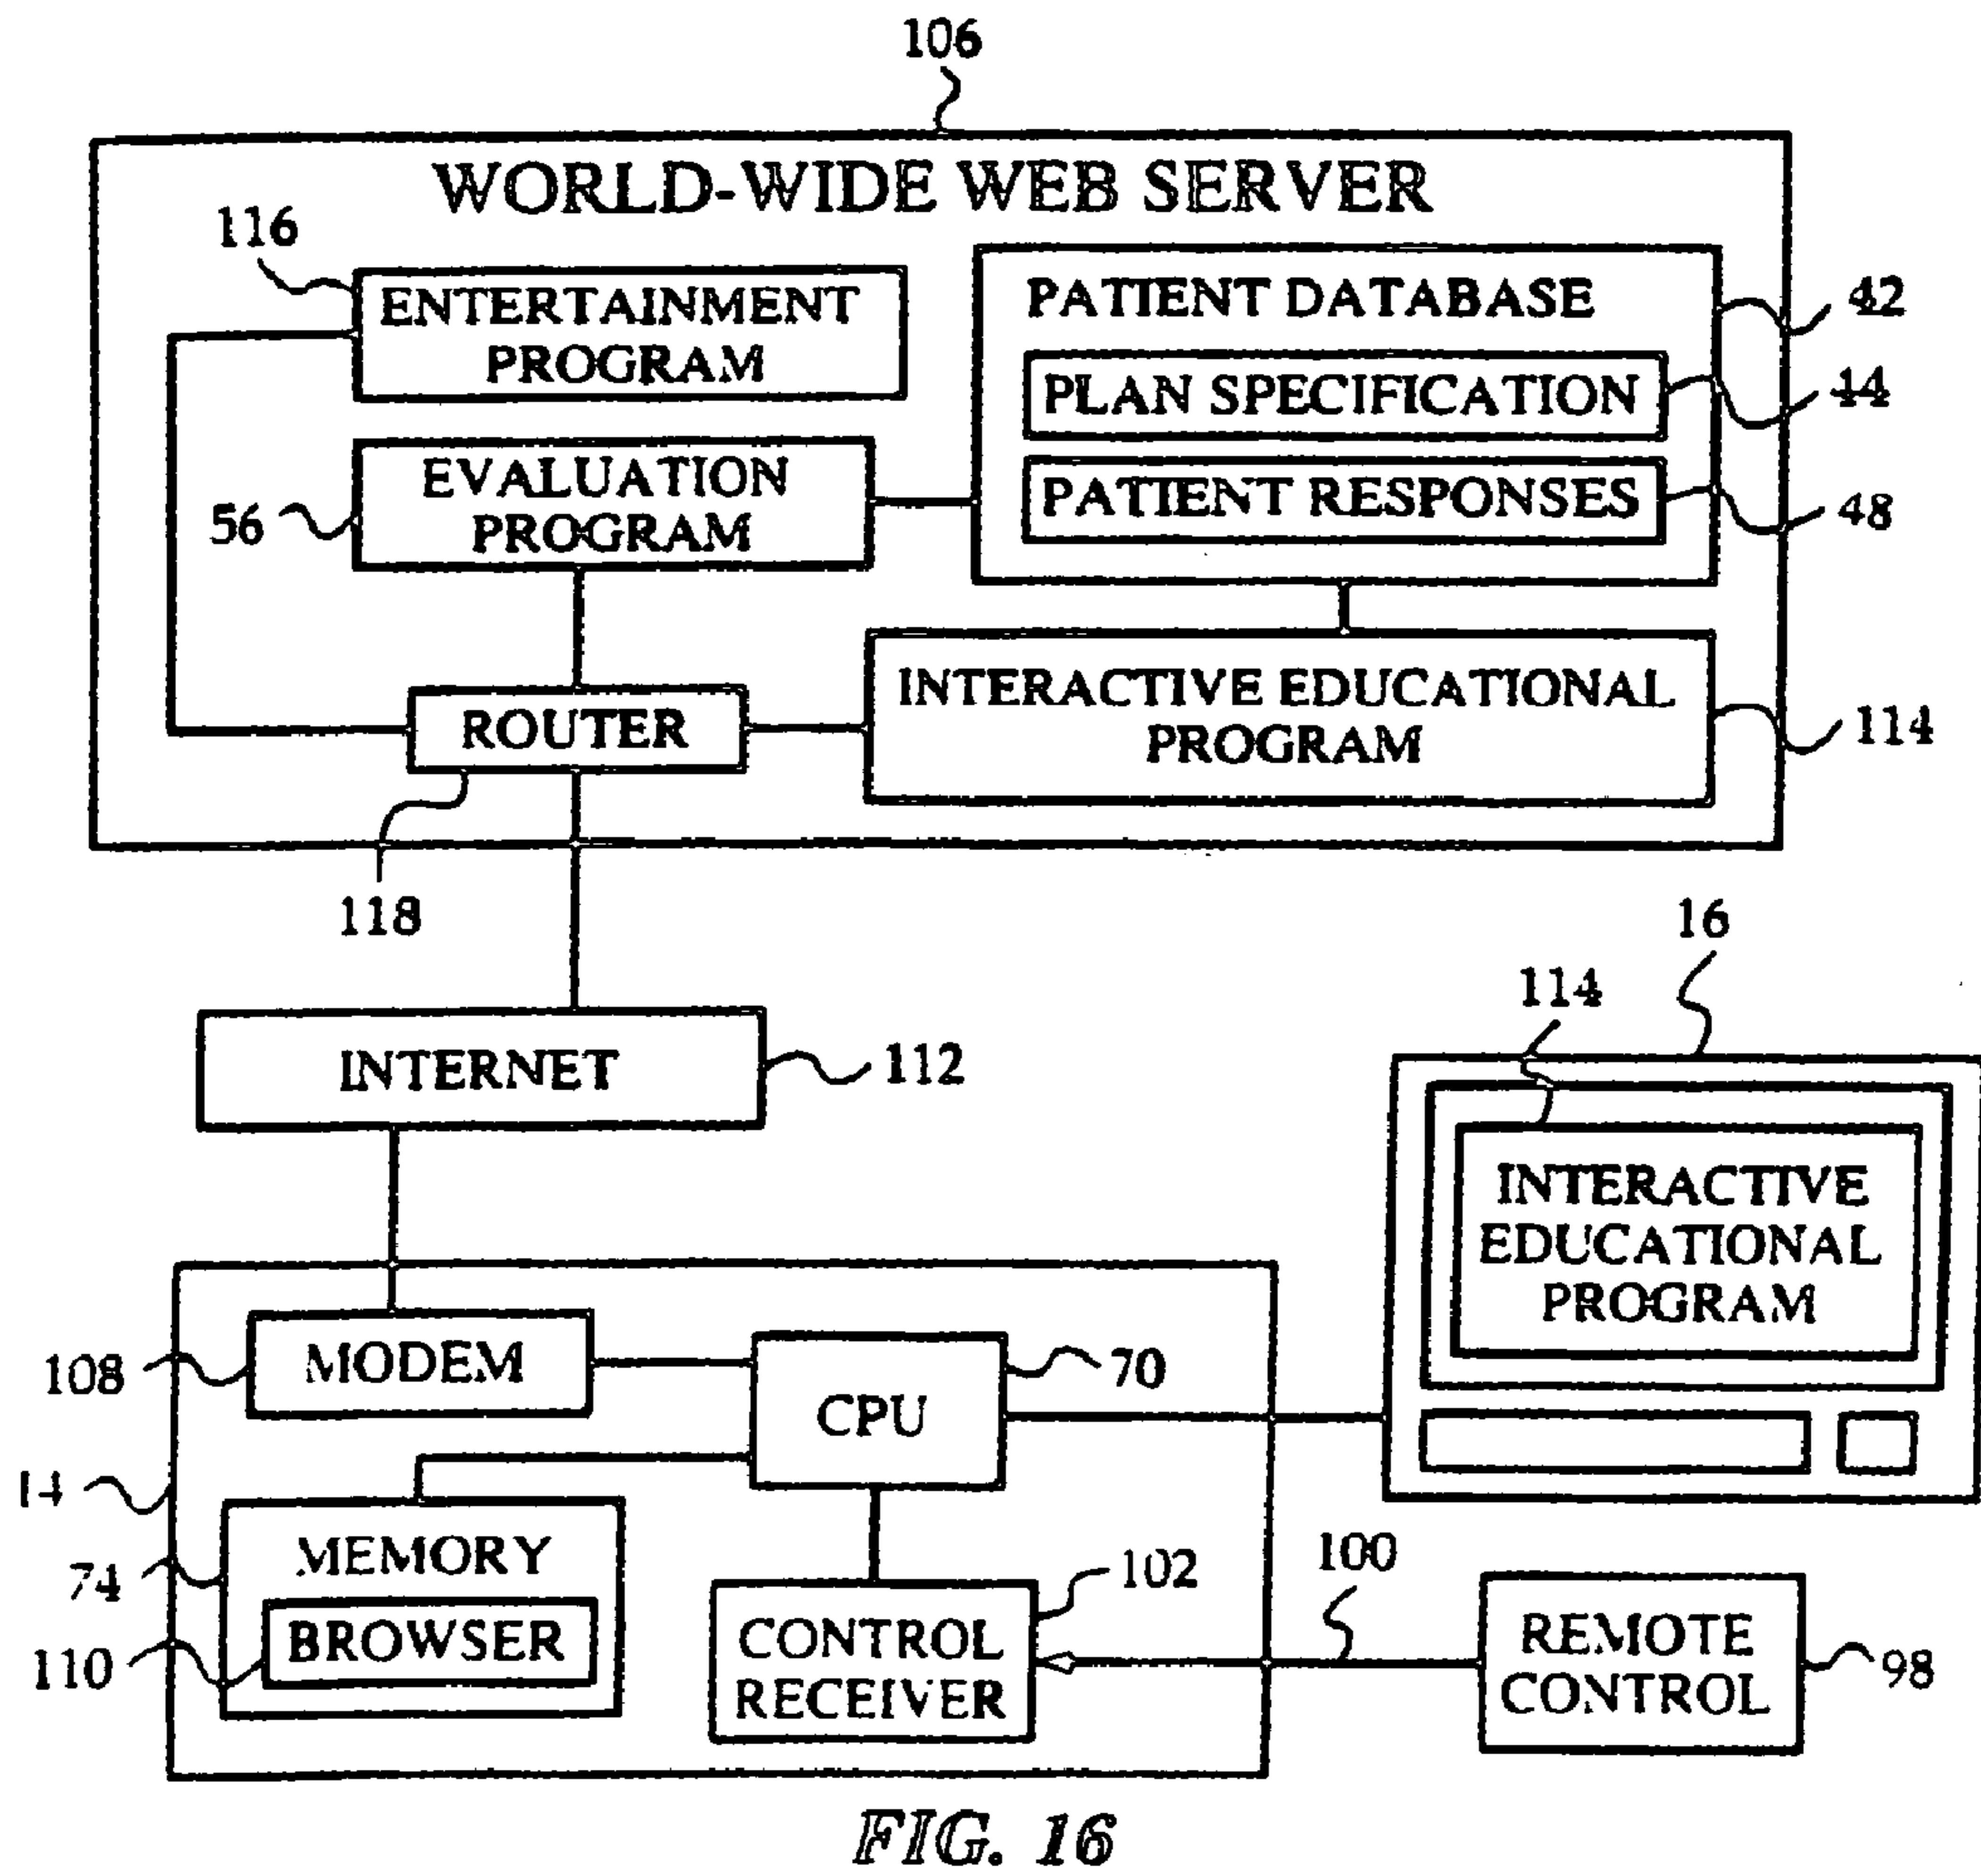 106
WORLD-WIDE WEB SERVER
116
ENTERTAINMENT
PROGRAM
PATIENT DATABASE
42
PLAN SPECIFICATION
44
EVALUATION
PROGRAM
56
PATIENT RESPONSES
48
ROUTER
INTERACTIVE EDUCATIONAL
PROGRAM
114
118
16
114
INTERNET
112
INTERACTIVE
EDUCATIONAL
PROGRAM
108
MODEM
CPU
70
14
MEMORY
74
BROWSER
110
102
CONTROL
RECEIVER
100
REMOTE
CONTROL
98
FIG. 16